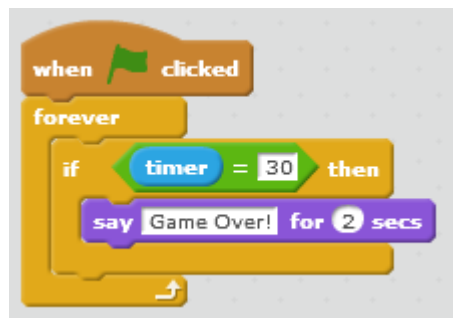 when clicked
forever
if timer = 30 then
say Game Over! for 2 secs